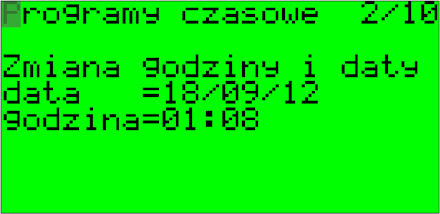 Programy czasowe 2/10
Zmiana godziny i daty
data =18/09/12
godzina=01:08